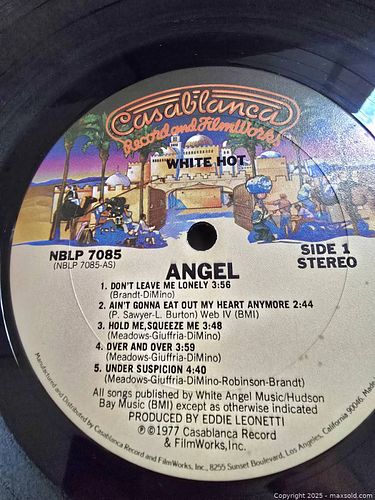 Casablanca
Record and FilmWorks
WHITE HOT
NBLP 7085
(NBLP 7085-AS)
SIDE 1
STEREO
ANGEL
1. DON'T LEAVE ME LONELY 3:56
(Brandt-DiMino)
2. AIN'T GONNA EAT OUT MY HEART ANYMORE 2:44
(P. Sawyer-L. Burton) Web IV (BMI)
3. HOLD ME,SQUEEZE ME 3:48
(Meadows-Giuffria-DiMino)
4. OVER AND OVER 3:59
(Meadows-Giuffria-DiMino)
5. UNDER SUSPICION 4:40
(Meadows-Giuffria-DiMino-Robinson-Brandt)
All songs published by White Angel Music/Hudson
Bay Music (BMI) except as otherwise indicated
PRODUCED BY EDDIE LEONETTI
℗©1977 Casablanca Record
& FilmWorks, Inc.
Manufactured and Distributed by Casablanca Record and FilmWorks, Inc., 8255 Sunset Boulevard, Los Angeles, California 90046. Made
Copyright 2025 - maxsold.com